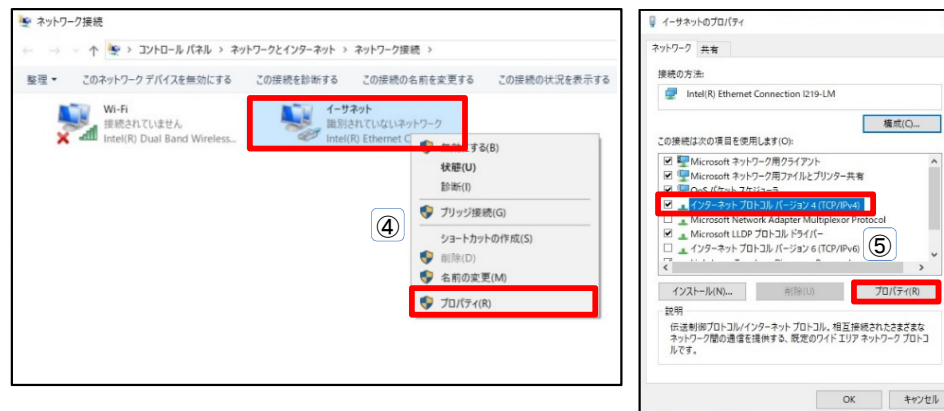 ネットワーク接続
コントロール パネル › ネットワークとインターネット › ネットワーク接続 ›
整理 このネットワーク デバイスを無効にする この接続を診断する この接続の名前を変更する この接続の状態を表示する
Wi-Fi
接続されていません
Intel(R) Dual Band Wireless...
イーサネット
識別されていないネットワーク
Intel(R) Ethernet C
無効にする(B)
状態(U)
診断(I)
④
ブリッジ接続(G)
ショートカットの作成(S)
削除(D)
名前の変更(M)
プロパティ(R)
イーサネットのプロパティ
ネットワーク 共有
接続の方法:
Intel(R) Ethernet Connection I219-LM
構成(C)...
この接続は次の項目を使用します(O):
Microsoft ネットワーク用クライアント
Microsoft ネットワーク用ファイルとプリンター共有
QoS パケット スケジューラ
インターネット プロトコル バージョン 4 (TCP/IPv4)
Microsoft Network Adapter Multiplexor Protocol
Microsoft LLDP プロトコル ドライバー
インターネット プロトコル バージョン 6 (TCP/IPv6)
⑤
インストール(N)... 削除(U) プロパティ(R)
説明
伝送制御プロトコル/インターネット プロトコル。相互接続されたさまざまな
ネットワーク間の通信を提供する、既定のワイド エリア ネットワーク プロトコ
ルです。
OK キャンセル